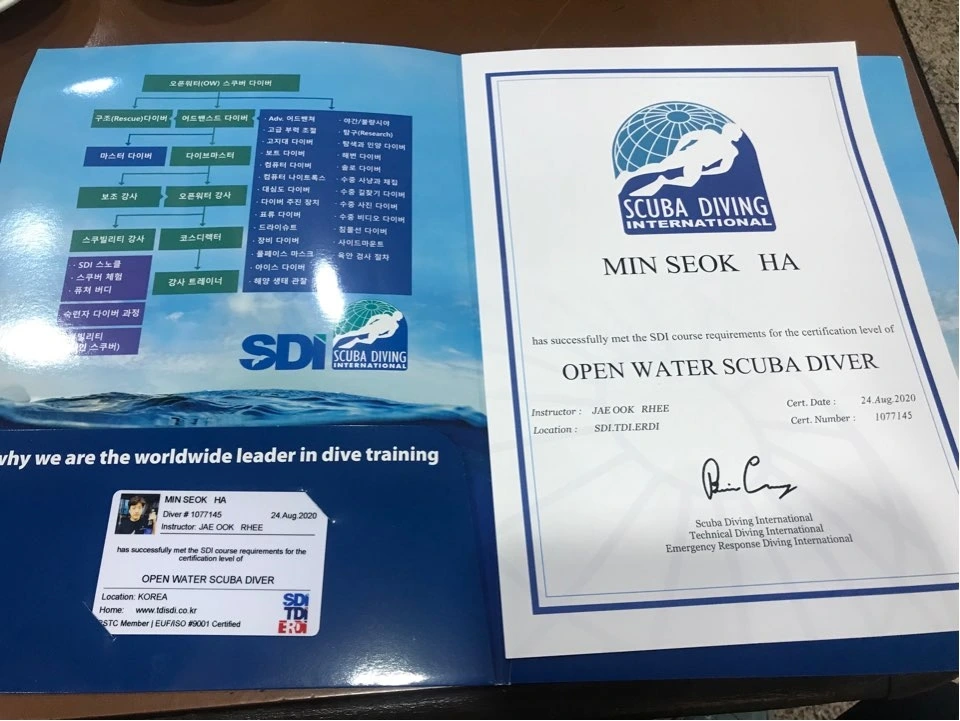 오픈워터(OW) 스쿠버 다이버
구조(Rescue)다이버
어드밴스드 다이버
마스터 다이버
다이브마스터
보조 강사
오픈워터 강사
스쿠빌리티 강사
코스디렉터
강사 트레이너
· SDI 스노클
· 스쿠버 체험
· 퓨쳐 버디
숙련자 다이버 과정
빌리티
스쿠버)
· Adv. 어드밴쳐
· 고급 부력 조절
· 고지대 다이버
· 보트 다이버
· 컴퓨터 다이버
· 컴퓨터 나이트록스
· 대심도 다이버
· 다이버 추진 장치
· 표류 다이버
· 드라이슈트
· 장비 다이버
· 풀페이스 마스크
· 아이스 다이버
· 해양 생태 관찰
· 야간/불량시야
· 탐구(Research)
· 탐색과 인양 다이버
· 해변 다이버
· 솔로 다이버
· 수중 사냥과 채집
· 수중 길찾기 다이버
· 수중 사진 다이버
· 수중 비디오 다이버
· 침몰선 다이버
· 사이드마운트
· 육안 검사 절차
SDI
SCUBA DIVING
INTERNATIONAL
why we are the worldwide leader in dive training
MIN SEOK HA
Diver # 1077145
24.Aug.2020
Instructor: JAE OOK RHEE
has successfully met the SDI course requirements for the
certification level of
OPEN WATER SCUBA DIVER
Location: KOREA
Home: www.tdisdi.co.kr
RSTC Member | EUF/ISO #9001 Certified
SDI
TDI
ERDI
SCUBA DIVING
INTERNATIONAL
MIN SEOK HA
has successfully met the SDI course requirements for the certification level of
OPEN WATER SCUBA DIVER
Instructor : JAE OOK RHEE
Cert. Date : 24.Aug.2020
Location : SDI.TDI.ERDI
Cert. Number : 1077145
Scuba Diving International
Technical Diving International
Emergency Response Diving International